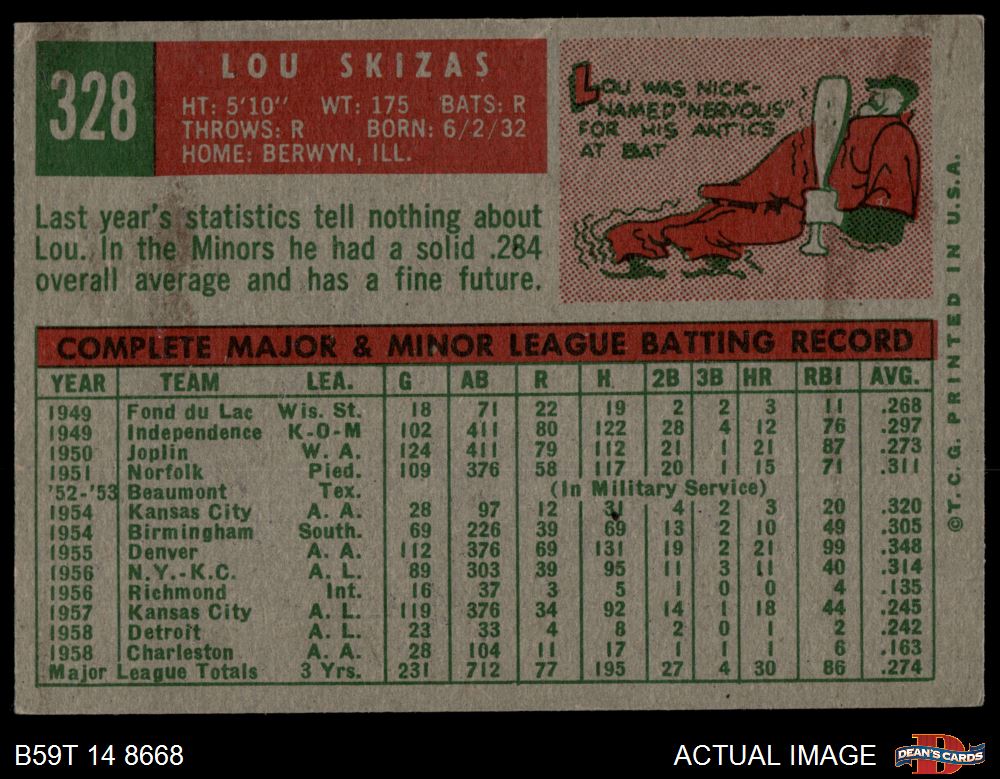 328
LOU SKIZAS
HT: 5'10" WT: 175 BATS: R
THROWS: R BORN: 6/2/32
HOME: BERWYN, ILL.
LOU WAS NICK-
NAMED "NERVOUS"
FOR HIS ANTICS
AT BAT
Last year's statistics tell nothing about
Lou. In the Minors he had a solid .284
overall average and has a fine future.
COMPLETE MAJOR & MINOR LEAGUE BATTING RECORD
YEAR TEAM LEA. G AB R H 2B 3B HR RBI AVG.
1949 Fond du Lac Wis. St. 18 71 22 19 2 2 3 11 .268
1949 Independence K-O-M 102 411 80 122 28 4 12 76 .297
1950 Joplin W. A. 124 411 79 112 21 1 21 87 .273
1951 Norfolk Pied. 109 376 58 117 20 1 15 71 .311
'52-'53 Beaumont Tex. (In Military Service)
1954 Kansas City A. A. 28 97 12 31 4 2 3 20 .320
1954 Birmingham South. 69 226 39 69 13 2 10 49 .305
1955 Denver A. A. 112 376 69 131 19 2 21 99 .348
1956 N.Y.-K.C. A. L. 89 303 39 95 11 3 11 40 .314
1956 Richmond Int. 16 37 3 5 1 0 0 4 .135
1957 Kansas City A. L. 119 376 34 92 14 1 18 44 .245
1958 Detroit A. L. 23 33 4 8 2 0 1 2 .242
1958 Charleston A. A. 28 104 11 17 1 1 1 6 .163
Major League Totals 3 Yrs. 231 712 77 195 27 4 30 86 .274
©T.C.G. PRINTED IN U.S.A.
B59T 14 8668
ACTUAL IMAGE
DEAN'S CARDS